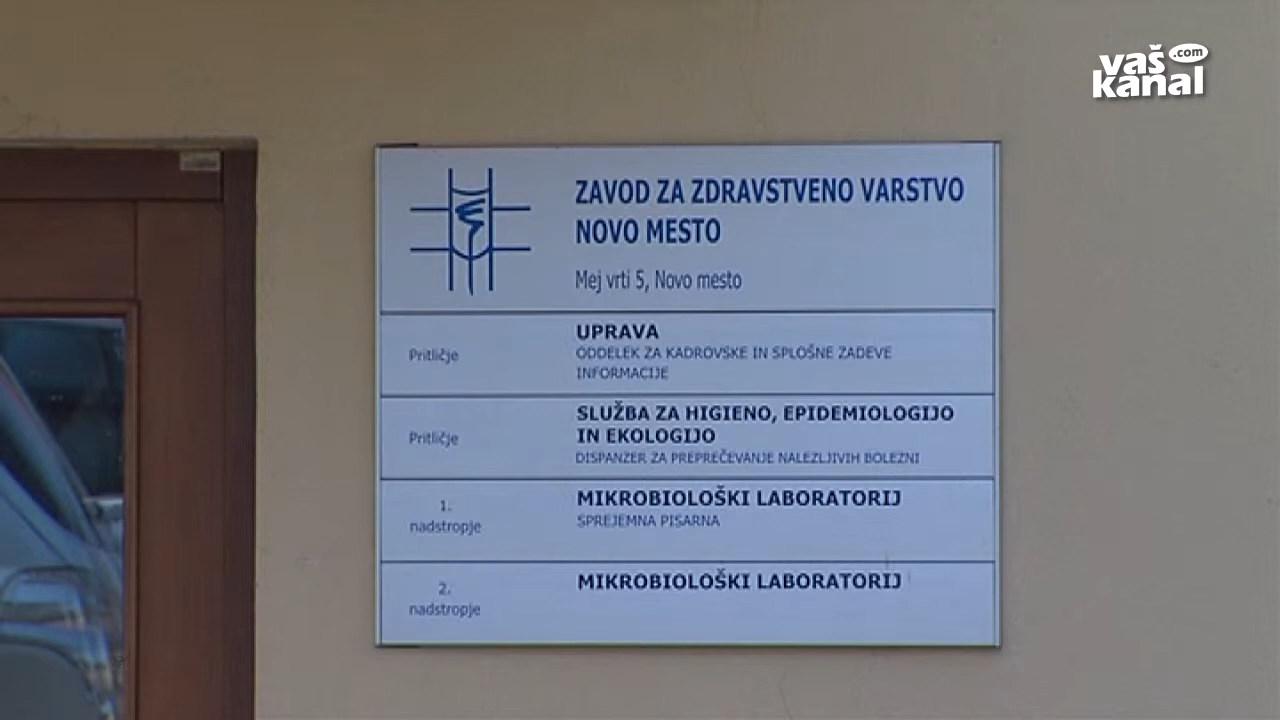 vaš .com
kanal
ZAVOD ZA ZDRAVSTVENO VARSTVO
NOVO MESTO
Mej vrti 5, Novo mesto
Pritličje
UPRAVA
ODDELEK ZA KADROVSKE IN SPLOŠNE ZADEVE
INFORMACIJE
Pritličje
SLUŽBA ZA HIGIENO, EPIDEMIOLOGIJO
IN EKOLOGIJO
DISPANZER ZA PREPREČEVANJE NALEZLJIVIH BOLEZNI
1.
nadstropje
MIKROBIOLOŠKI LABORATORIJ
SPREJEMNA PISARNA
2.
nadstropje
MIKROBIOLOŠKI LABORATORIJ